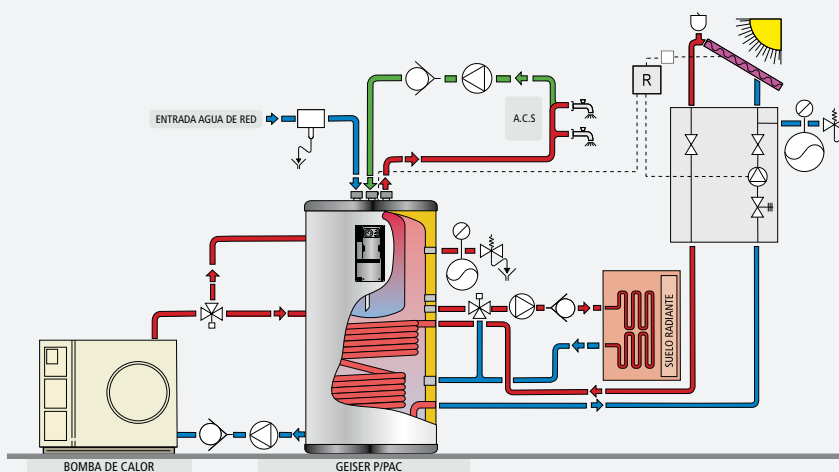 ENTRADA AGUA DE RED
A.C.S
R
SUELO RADIANTE
BOMBA DE CALOR
GEISER P/PAC